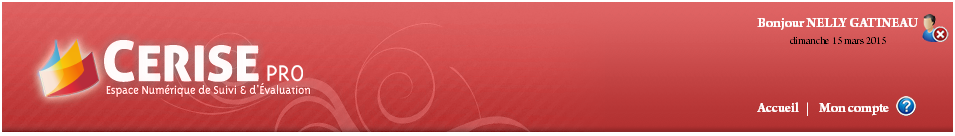 Bonjour NELLY GATINEAU
dimanche 15 mars 2015
CERISE PRO
Espace Numérique de Suivi & d'Évaluation
Accueil | Mon compte ?